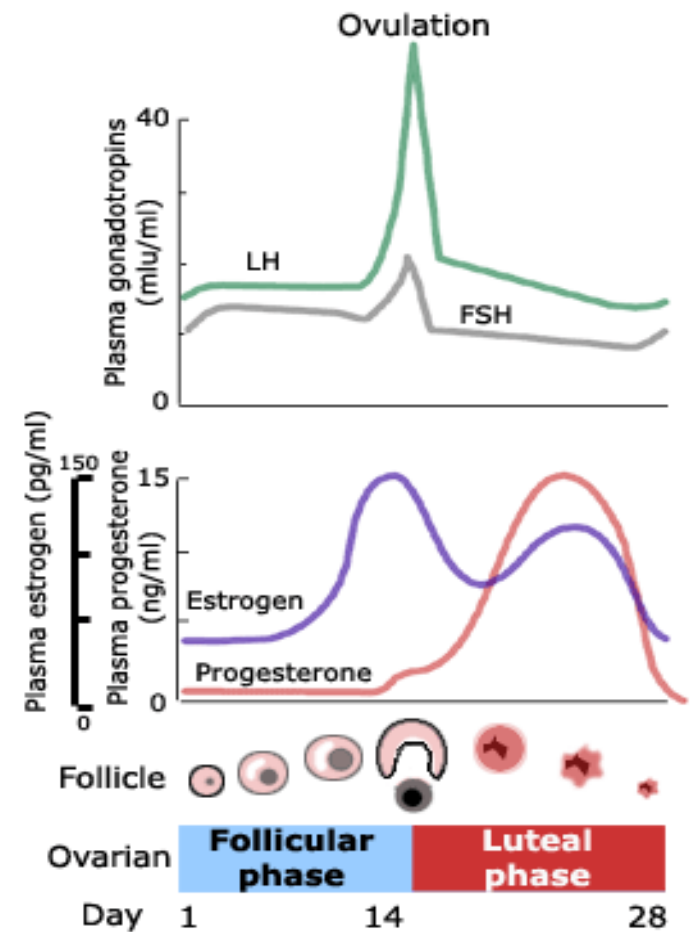 Ovulation
40
Plasma gonadotropins
(mlu/ml)
LH
FSH
0
Plasma estrogen (pg/ml)
150
Plasma progesterone
(ng/ml)
15
Estrogen
Progesterone
0
0
Follicle
Ovarian
Follicular
phase
Luteal
phase
Day 1 14 28